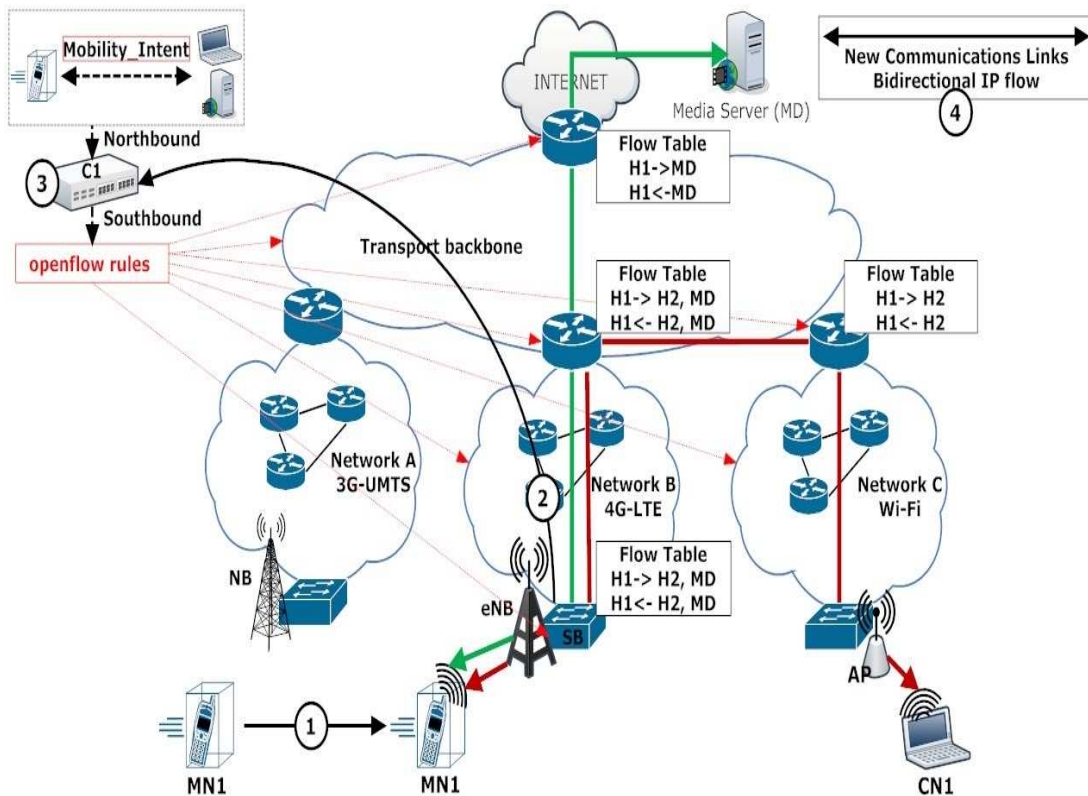 Mobility_Intent
Northbound
3
C1
Southbound
openflow rules
INTERNET
Media Server (MD)
New Communications Links
Bidirectional IP flow
4
Flow Table
H1->MD
H1<-MD
Transport backbone
Flow Table
H1-> H2, MD
H1<- H2, MD
Flow Table
H1-> H2
H1<- H2
Network A
3G-UMTS
2
Network B
4G-LTE
Network C
Wi-Fi
Flow Table
H1-> H2, MD
H1<- H2, MD
NB
eNB
SB
AP
1
MN1
MN1
CN1